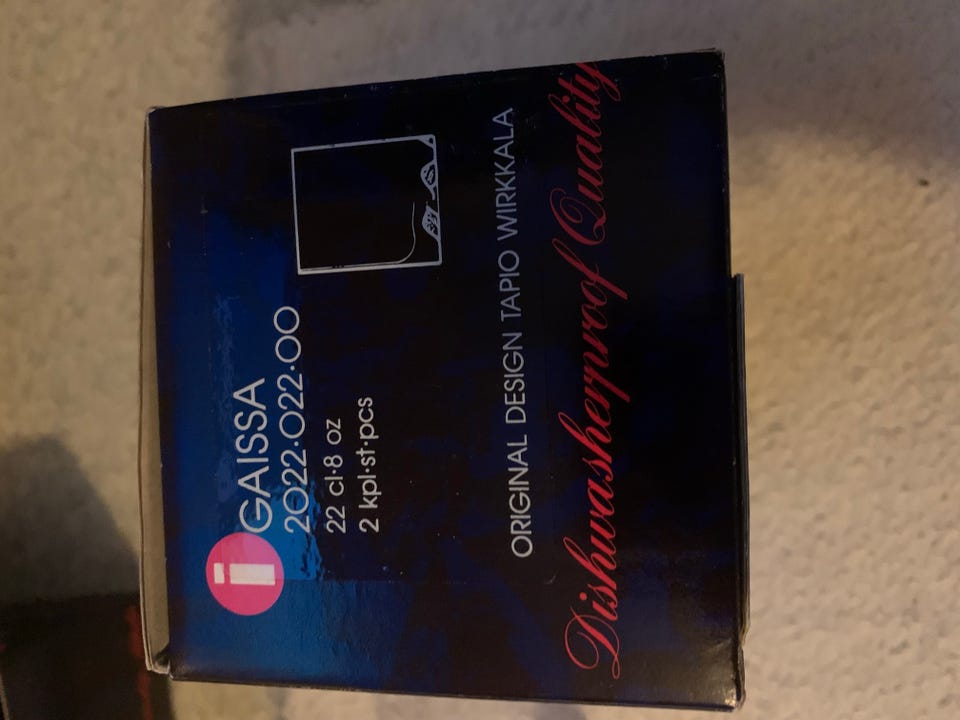 i
GAISSA
2022·022·00
22 cl·8 oz
2 kpl·st·pcs
ORIGINAL DESIGN TAPIO WIRKKALA
Dishwasherproof Quality